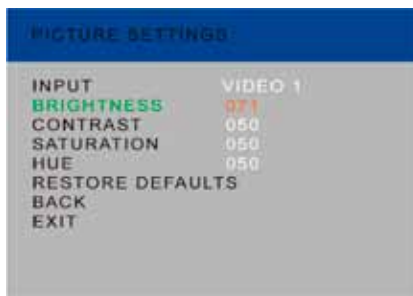 PICTURE SETTINGS
INPUT VIDEO 1
BRIGHTNESS 071
CONTRAST 050
SATURATION 050
HUE 050
RESTORE DEFAULTS
BACK
EXIT